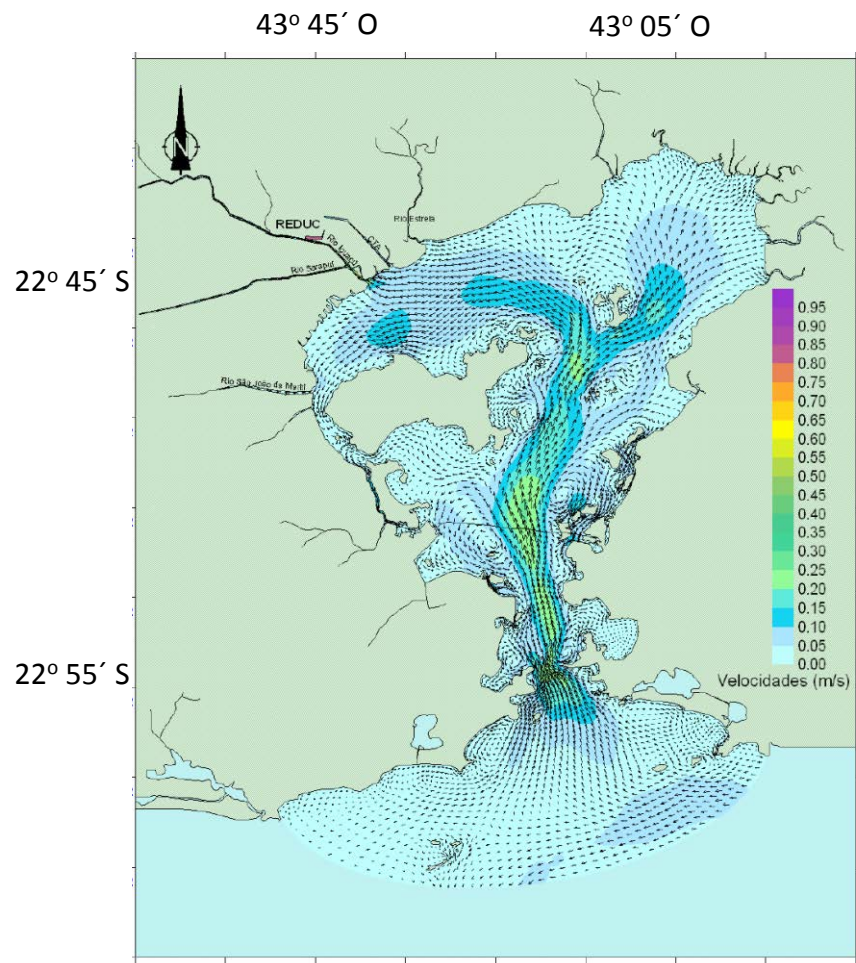 43º 45´ O
43º 05´ O
N
REDUC
Rio Iguaçu
CTA
Rio Estrela
Rio Sarapuí
22º 45´ S
Rio São João de Meriti
0.95
0.90
0.85
0.80
0.75
0.70
0.65
0.60
0.55
0.50
0.45
0.40
0.35
0.30
0.25
0.20
0.15
0.10
0.05
0.00
22º 55´ S
Velocidades (m/s)